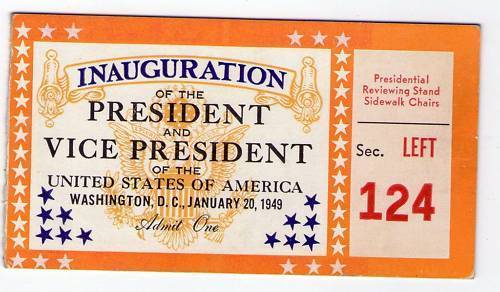 INAUGURATION
OF THE
PRESIDENT
AND
VICE PRESIDENT
OF THE
UNITED STATES OF AMERICA
WASHINGTON, D. C., JANUARY 20, 1949
Admit One
Presidential
Reviewing Stand
Sidewalk Chairs
Sec. LEFT
124